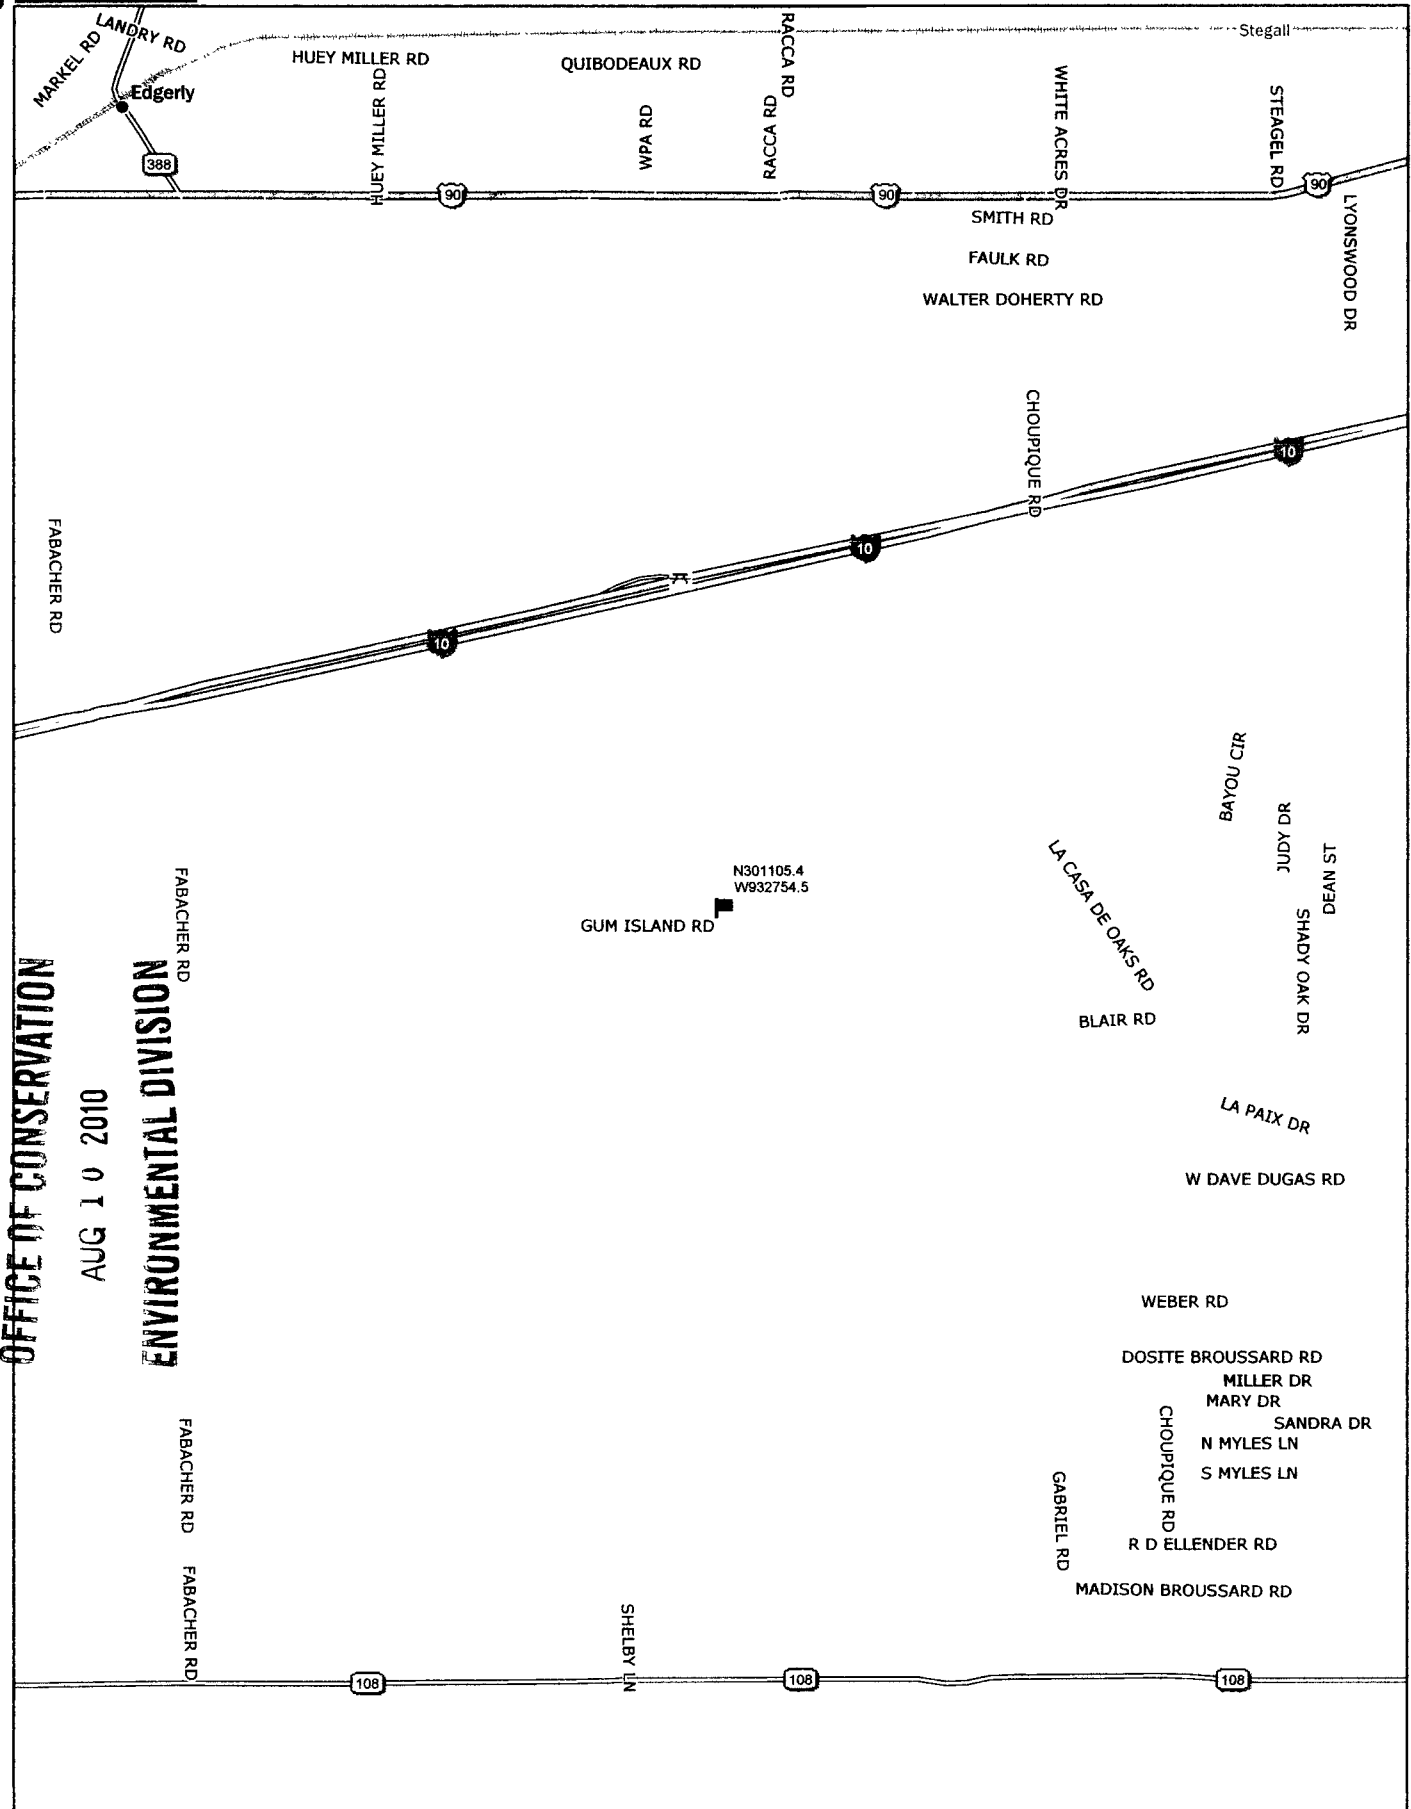 LANDRY RD
MARKEL RD
Edgerly
388
HUEY MILLER RD
HUEY MILLER RD
QUIBODEAUX RD
WPA RD
RACCA RD
RACCA RD
WHITE ACRES DR
Stegall
STEAGEL RD
90
90
90
LYONSWOOD DR
SMITH RD
FAULK RD
WALTER DOHERTY RD
CHOUPIQUE RD
10
10
10
FABACHER RD
BAYOU CIR
JUDY DR
DEAN ST
SHADY OAK DR
LA CASA DE OAKS RD
N301105.4
W932754.5
GUM ISLAND RD
FABACHER RD
BLAIR RD
LA PAIX DR
W DAVE DUGAS RD
OFFICE OF CONSERVATION
AUG 10 2010
ENVIRONMENTAL DIVISION
WEBER RD
DOSITE BROUSSARD RD
MILLER DR
MARY DR
SANDRA DR
N MYLES LN
S MYLES LN
CHOUPIQUE RD
GABRIEL RD
R D ELLENDER RD
MADISON BROUSSARD RD
FABACHER RD
FABACHER RD
SHELBY LN
108
108
108